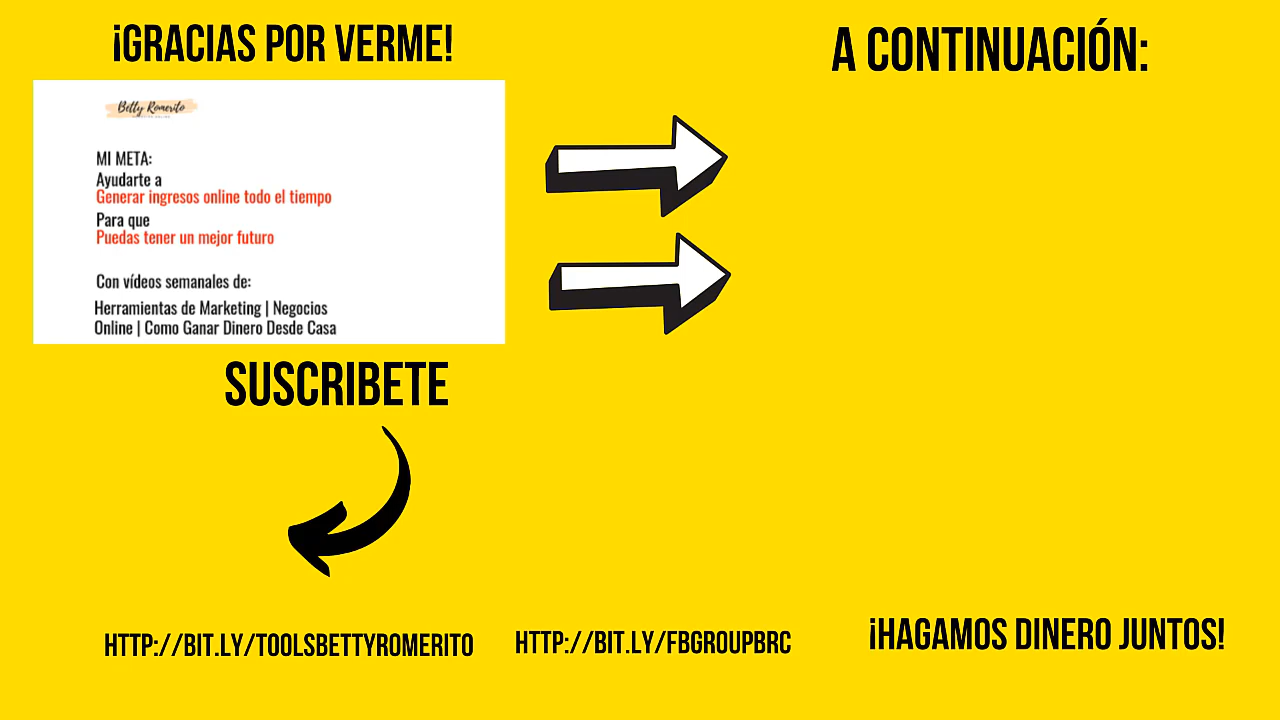 ¡GRACIAS POR VERME!
A CONTINUACIÓN:
Betty Romerito
MI META:
Ayudarte a
Generar ingresos online todo el tiempo
Para que
Puedas tener un mejor futuro
Con vídeos semanales de:
Herramientas de Marketing | Negocios
Online | Como Ganar Dinero Desde Casa
SUSCRIBETE
HTTP://BIT.LY/TOOLSBETTYROMERITO
HTTP://BIT.LY/FBGROUPBRC
¡HAGAMOS DINERO JUNTOS!